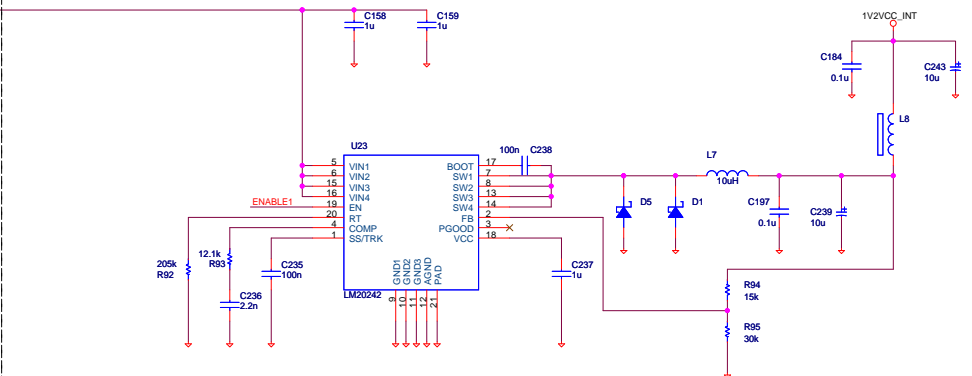 C158
1u
C159
1u
1V2VCC_INT
C184
0.1u
C243
10u
L8
U23
100n
C238
5
VIN1
BOOT
17
6
VIN2
SW1
7
15
VIN3
SW2
8
16
VIN4
SW3
13
ENABLE1
19
EN
SW4
14
20
RT
FB
2
4
COMP
PGOOD
3
1
SS/TRK
VCC
18
L7
10uH
D5
D1
C197
0.1u
C239
10u
205k
R92
12.1k
R93
C235
100n
C236
2.2n
GND1
GND2
GND3
AGND
PAD
LM20242
9
10
11
12
21
C237
1u
R94
15k
R95
30k